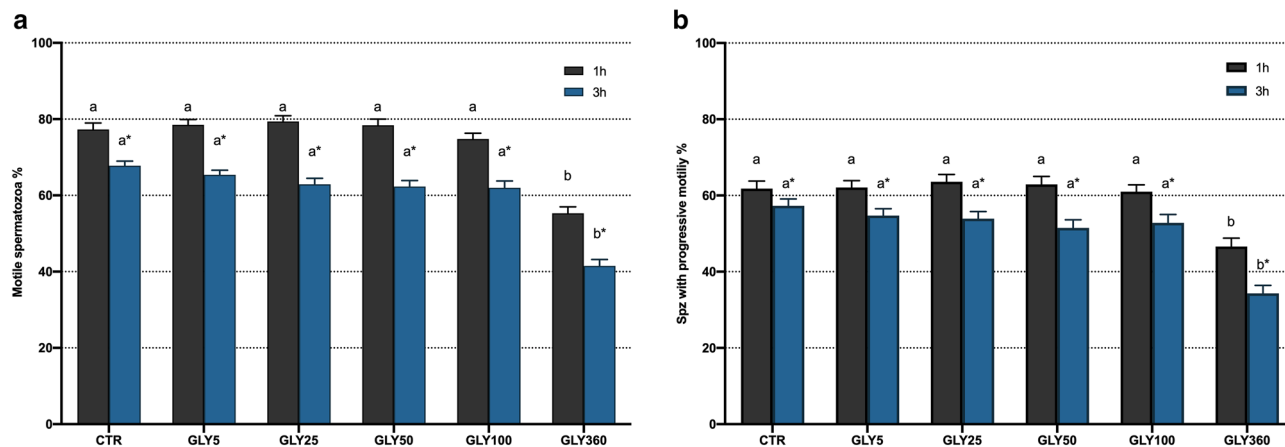 a
Motile spermatozoa %
100
80
60
40
20
0
1h
3h
a a a a a b
a* a* a* a* a* b*
CTR GLY5 GLY25 GLY50 GLY100 GLY360
b
Spz with progressive motiliy %
100
80
60
40
20
0
1h
3h
a a a a a b
a* a* a* a* a* b*
CTR GLY5 GLY25 GLY50 GLY100 GLY360